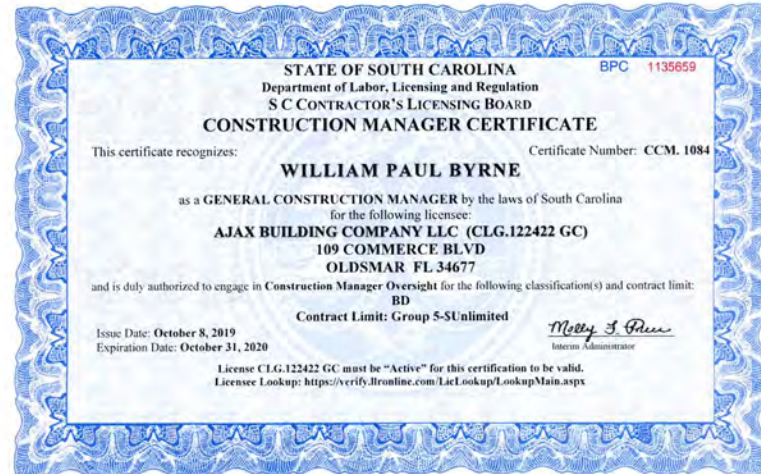 STATE OF SOUTH CAROLINA
BPC 1135659
Department of Labor, Licensing and Regulation
S C CONTRACTOR'S LICENSING BOARD
CONSTRUCTION MANAGER CERTIFICATE
This certificate recognizes:
Certificate Number: CCM. 1084
WILLIAM PAUL BYRNE
as a GENERAL CONSTRUCTION MANAGER by the laws of South Carolina
for the following licensee:
AJAX BUILDING COMPANY LLC (CLG.122422 GC)
109 COMMERCE BLVD
OLDSMAR FL 34677
and is duly authorized to engage in Construction Manager Oversight for the following classification(s) and contract limit:
BD
Contract Limit: Group 5-SUnlimited
Issue Date: October 8, 2019
Expiration Date: October 31, 2020
Molly F. Price
Interim Administrator
License CLG.122422 GC must be "Active" for this certification to be valid.
Licensee Lookup: https://verify.llronline.com/LicLookup/LookupMain.aspx